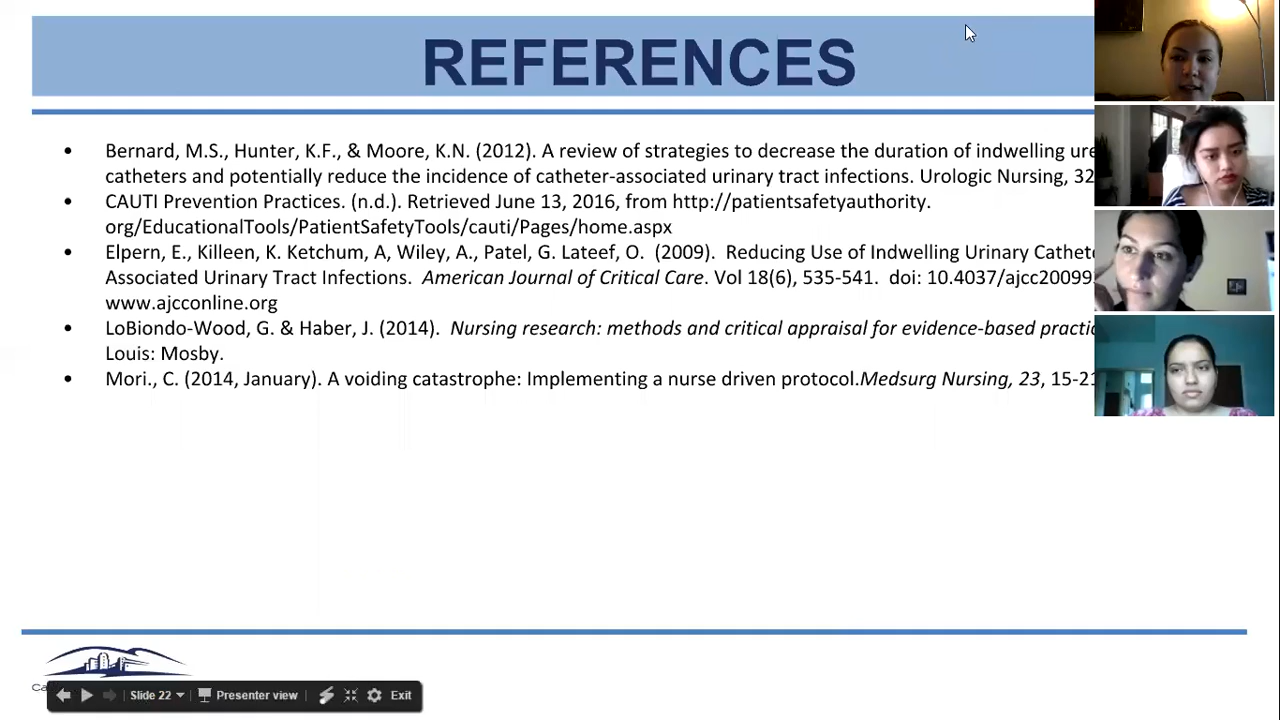 REFERENCES
• Bernard, M.S., Hunter, K.F., & Moore, K.N. (2012). A review of strategies to decrease the duration of indwelling
catheters and potentially reduce the incidence of catheter-associated urinary tract infections. Urologic Nursing, 32
• CAUTI Prevention Practices. (n.d.). Retrieved June 13, 2016, from http://patientsafetyauthority.
org/EducationalTools/PatientSafetyTools/cauti/Pages/home.aspx
• Elpern, E., Killeen, K. Ketchum, A, Wiley, A., Patel, G. Lateef, O. (2009). Reducing Use of Indwelling Urinary
Associated Urinary Tract Infections. American Journal of Critical Care. Vol 18(6), 535-541. doi: 10.4037/ajcc20099
www.ajcconline.org
• LoBiondo-Wood, G. & Haber, J. (2014). Nursing research: methods and critical appraisal for evidence-based
Louis: Mosby.
• Mori., C. (2014, January). A voiding catastrophe: Implementing a nurse driven protocol.Medsurg Nursing, 23, 15-21
Slide 22 Presenter view Exit